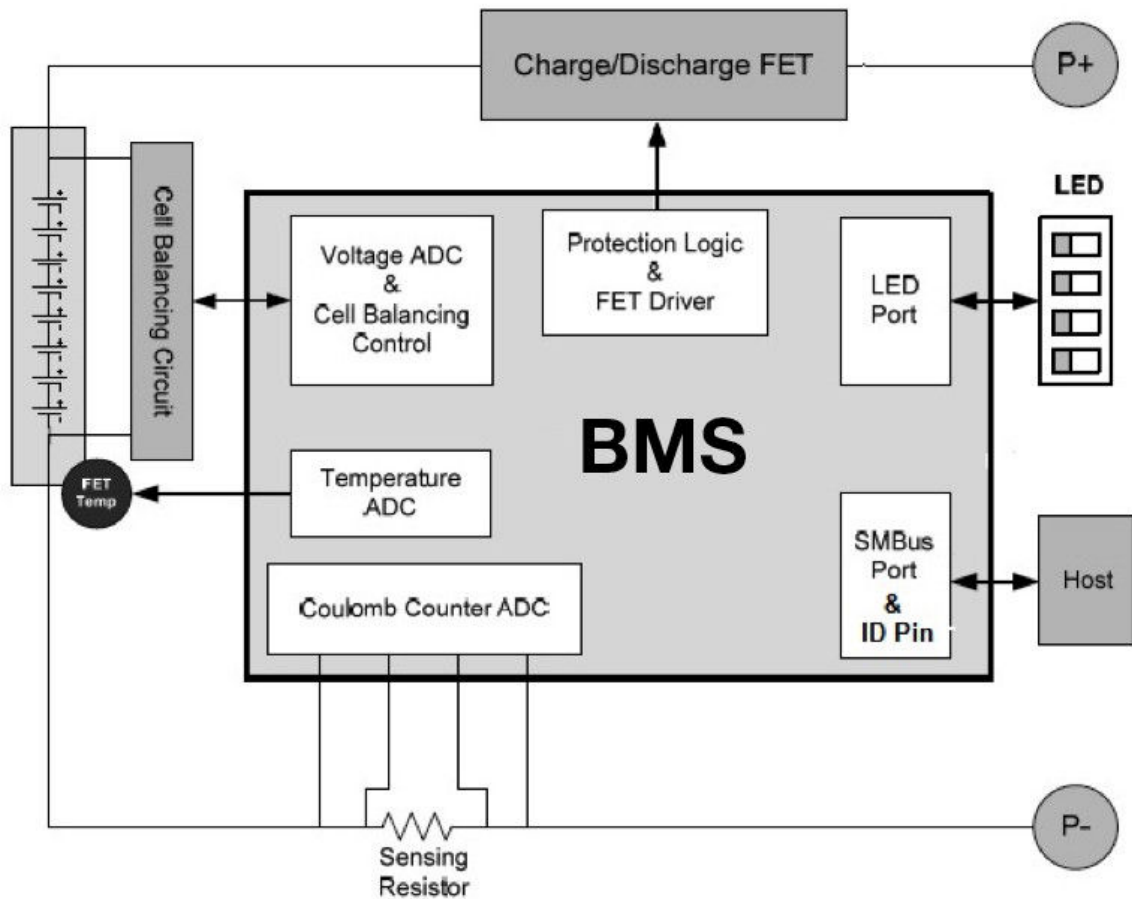 Charge/Discharge FET
P+
LED
Cell Balancing Circuit
Voltage ADC
&
Cell Balancing
Control
Protection Logic
&
FET Driver
LED
Port
BMS
FET
Temp
Temperature
ADC
SMBus
Port
&
ID Pin
Host
Coulomb Counter ADC
P-
Sensing
Resistor